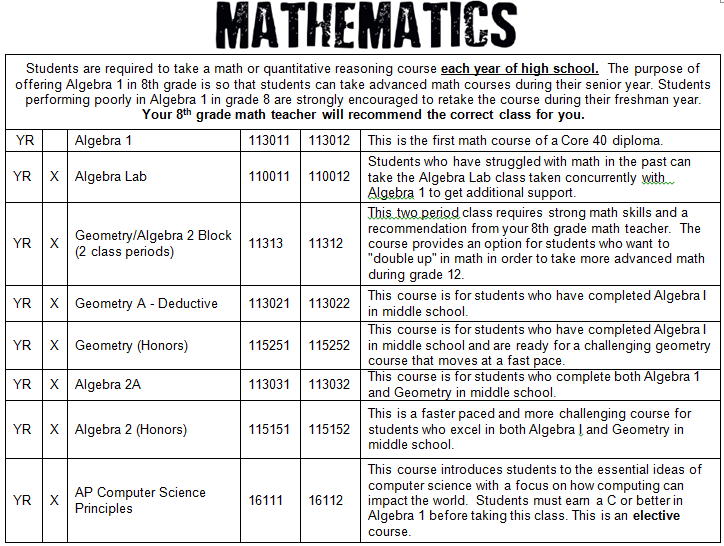 MATHEMATICS
Students are required to take a math or quantitative reasoning course each year of high school. The purpose of
offering Algebra 1 in 8th grade is so that students can take advanced math courses during their senior year. Students
performing poorly in Algebra 1 in grade 8 are strongly encouraged to retake the course during their freshman year.
Your 8th grade math teacher will recommend the correct class for you.
YR Algebra 1 113011 113012 This is the first math course of a Core 40 diploma.
Students who have struggled with math in the past can
YR X Algebra Lab 110011 110012 take the Algebra Lab class taken concurrently with
Algebra 1 to get additional support.
This two period class requires strong math skills and a
recommendation from your 8th grade math teacher. The
YR X Geometry/Algebra 2 Block (2 class periods) 11313 11312 course provides an option for students who want to
"double up" in math in order to take more advanced math
during grade 12.
YR X Geometry A - Deductive 113021 113022 This course is for students who have completed Algebra I
in middle school.
This course is for students who have completed Algebra I
YR X Geometry (Honors) 115251 115252 in middle school and are ready for a challenging geometry
course that moves at a fast pace.
YR X Algebra 2A 113031 113032 This course is for students who complete both Algebra 1
and Geometry in middle school.
This is a faster paced and more challenging course for
YR X Algebra 2 (Honors) 115151 115152 students who excel in both Algebra I and Geometry in
middle school.
This course introduces students to the essential ideas of
computer science with a focus on how computing can
YR X AP Computer Science Principles 16111 16112 impact the world. Students must earn a C or better in
Algebra 1 before taking this class. This is an elective
course.